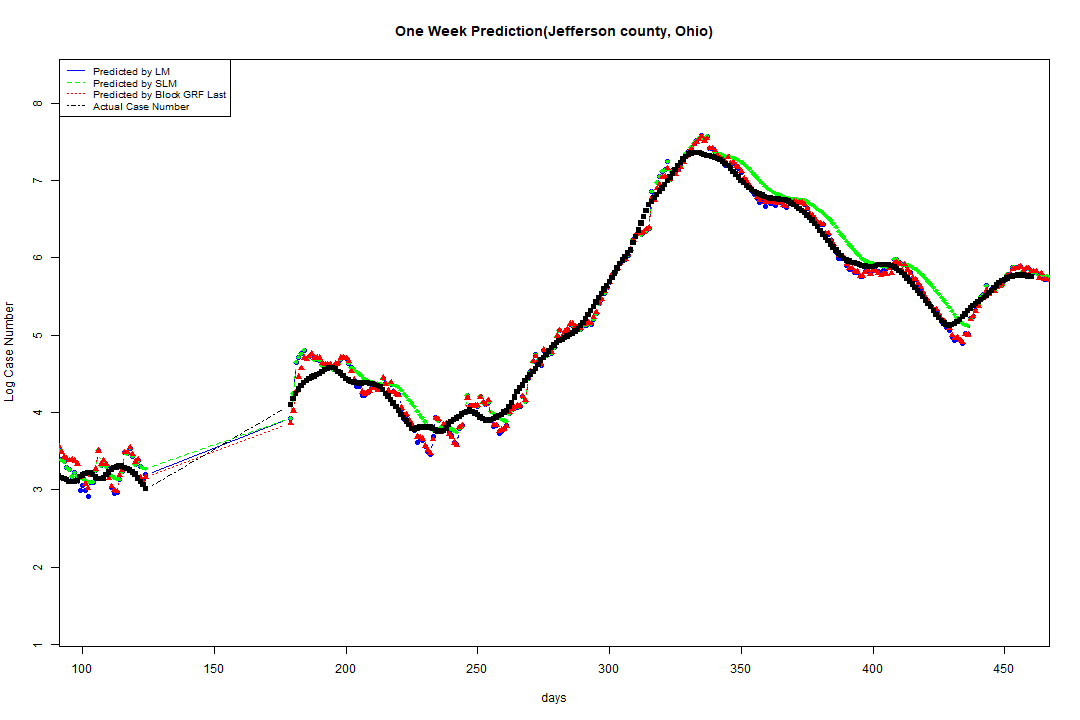 One Week Prediction(Jefferson county, Ohio)
Predicted by LM
Predicted by SLM
Predicted by Block GRF Last
Actual Case Number
Log Case Number
8
7
6
5
4
3
2
1
100 150 200 250 300 350 400 450
days